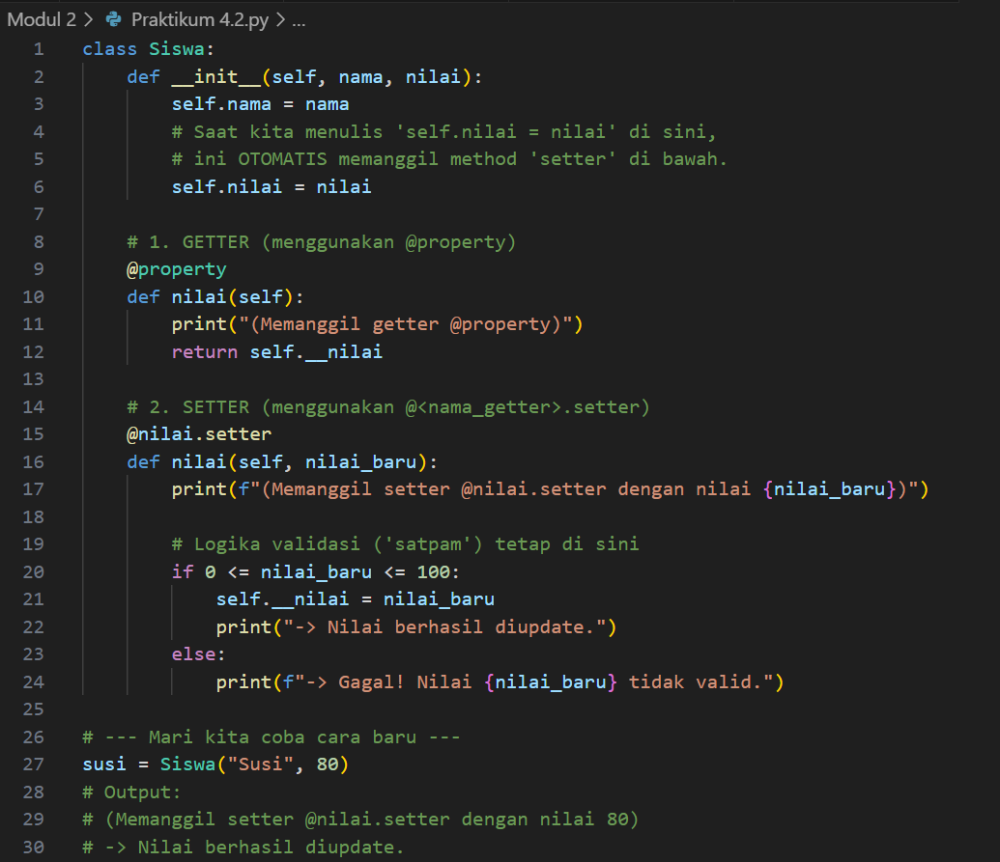 Modul 2 > Praktikum 4.2.py > ...
1 class Siswa:
2     def __init__(self, nama, nilai):
3         self.nama = nama
4         # Saat kita menulis 'self.nilai = nilai' di sini,
5         # ini OTOMATIS memanggil method 'setter' di bawah.
6         self.nilai = nilai
7
8     # 1. GETTER (menggunakan @property)
9     @property
10     def nilai(self):
11         print("(Memanggil getter @property)")
12         return self.__nilai
13
14     # 2. SETTER (menggunakan @<nama_getter>.setter)
15     @nilai.setter
16     def nilai(self, nilai_baru):
17         print(f"(Memanggil setter @nilai.setter dengan nilai {nilai_baru})")
18
19         # Logika validasi ('satpam') tetap di sini
20         if 0 <= nilai_baru <= 100:
21             self.__nilai = nilai_baru
22             print("-> Nilai berhasil diupdate.")
23         else:
24             print(f"-> Gagal! Nilai {nilai_baru} tidak valid.")
25
26 # --- Mari kita coba cara baru ---
27 susi = Siswa("Susi", 80)
28 # Output:
29 # (Memanggil setter @nilai.setter dengan nilai 80)
30 # -> Nilai berhasil diupdate.